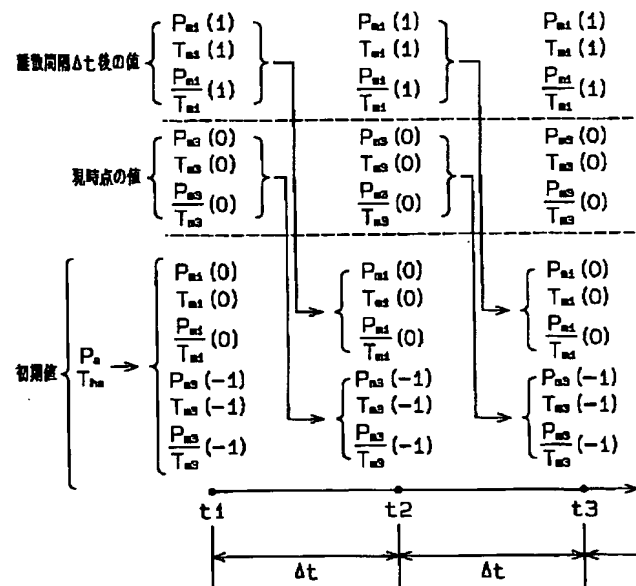 離散間隔Δt後の値
Pm1(1) Pm1(1) Pm1(1)
Tm1(1) Tm1(1) Tm1(1)
Pm1/Tm1(1) Pm1/Tm1(1) Pm1/Tm1(1)
現時点の値
Pm3(0) Pm3(0) Pm3(0)
Tm3(0) Tm3(0) Tm3(0)
Pm3/Tm3(0) Pm3/Tm3(0) Pm3/Tm3(0)
初期値
Pa
Tha
Pm1(0) Pm1(0) Pm1(0)
Tm1(0) Tm1(0) Tm1(0)
Pm1/Tm1(0) Pm1/Tm1(0) Pm1/Tm1(0)
Pm3(-1) Pm3(-1) Pm3(-1)
Tm3(-1) Tm3(-1) Tm3(-1)
Pm3/Tm3(-1) Pm3/Tm3(-1) Pm3/Tm3(-1)
t1 t2 t3
Δt Δt